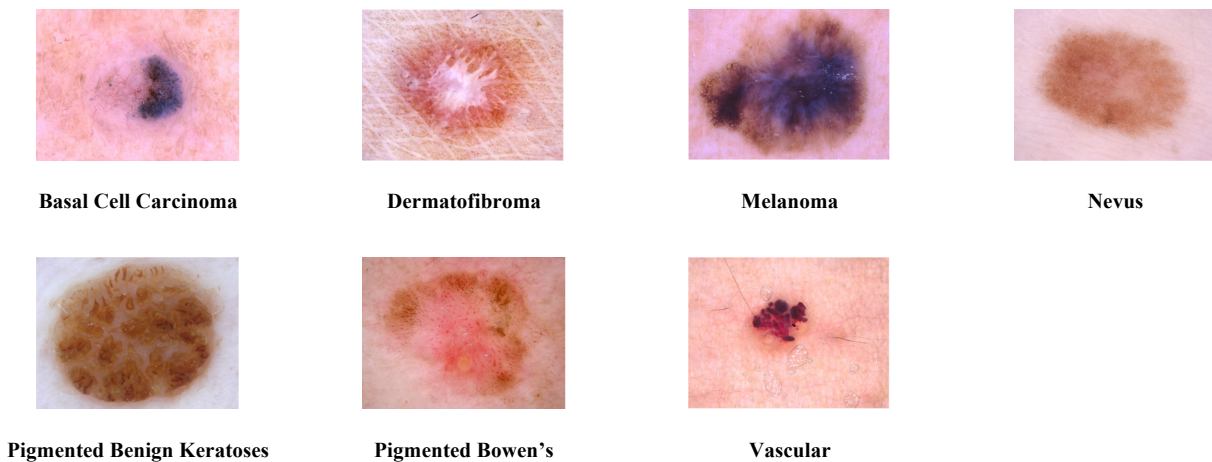 Basal Cell Carcinoma
Dermatofibroma
Melanoma
Nevus
Pigmented Benign Keratoses
Pigmented Bowen's
Vascular